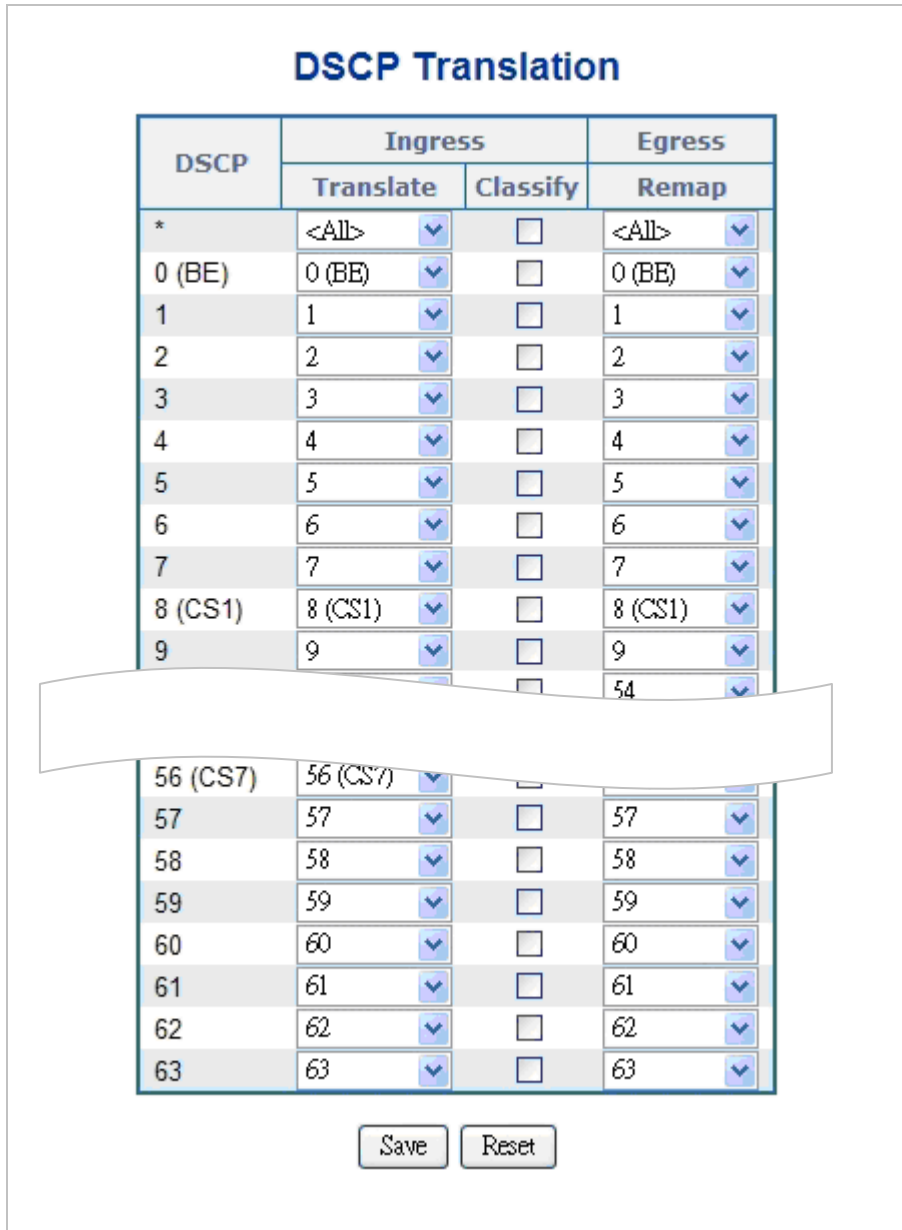 DSCP Translation
DSCP Ingress Egress
Translate Classify Remap
* <All> <All>
0 (BE) 0 (BE) 0 (BE)
1 1 1
2 2 2
3 3 3
4 4 4
5 5 5
6 6 6
7 7 7
8 (CS1) 8 (CS1) 8 (CS1)
9 9 9
54
56 (CS7) 56 (CS7)
57 57 57
58 58 58
59 59 59
60 60 60
61 61 61
62 62 62
63 63 63
Save Reset